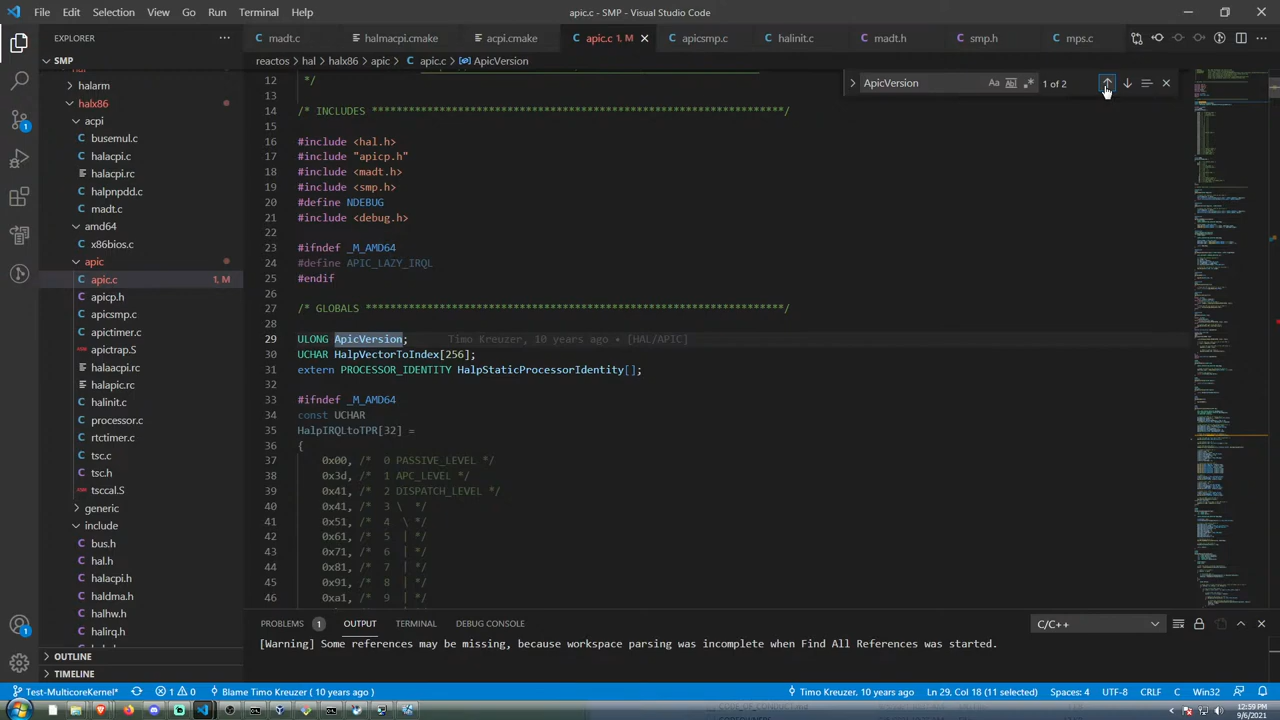 File Edit Selection View Go Run Terminal Help
apic.c - SMP - Visual Studio Code
EXPLORER
madt.c
halmacpi.cmake
acpi.cmake
apic.c 1, M
apicsmp.c
halinit.c
madt.h
smp.h
mps.c
SMP
reactos > hal > halx86 > apic > apic.c > ApicVersion
ApicVersion
1 of 2
halarm
halx86
acpi
busemul.c
halacpi.c
halacpi.rc
halpnpdd.c
madt.c
amd64
x86bios.c
apic
apic.c 1, M
apicp.h
apicsmp.c
apictimer.c
apictrap.S
halaacpi.rc
halapic.rc
halinit.c
processor.c
rtctimer.c
tsc.c
tsc.h
tsccal.S
generic
include
bus.h
hal.h
halacpi.h
haldma.h
halhw.h
halirq.h
OUTLINE
TIMELINE
12 */
13
14 /* INCLUDES *******************************************************************/
15
16 #include <hal.h>
17 #include "apicp.h"
18 #include <madt.h>
19 #include <smp.h>
20 #define NDEBUG
21 #include <debug.h>
22
23 #ifndef _M_AMD64
24 #define APIC_LAZY_IRQL
25 #endif
26
27 /* GLOBALS ********************************************************************/
28
29 ULONG ApicVersion; 10 years ago • [HAL/APIC]
30 UCHAR HalpVectorToIndex[256];
31 extern PROCESSOR_IDENTITY HalpStaticProcessorIdentity[];
32
33 #ifndef _M_AMD64
34 const UCHAR
35 HalpIRQLtoTPR[32] =
36 {
37 /* 0 PASSIVE_LEVEL */
38 /* 1 APC_LEVEL */
39 /* 2 DISPATCH_LEVEL */
40 /* 3 */
41 /* 4 */
42 /* 5 */
43 /* 6 */
44 /* 7 */
45 0x91, /* 8 */
46 0xa1, /* 9 */
PROBLEMS 1 OUTPUT TERMINAL DEBUG CONSOLE
C/C++
[Warning] Some references may be missing, because workspace parsing was incomplete when Find All References was started.
Test-MulticoreKernel* 1 0 Blame Timo Kreuzer ( 10 years ago )
Timo Kreuzer, 10 years ago Ln 29, Col 18 (11 selected) Spaces: 4 UTF-8 CRLF C Win32
12:59 PM
9/6/2021